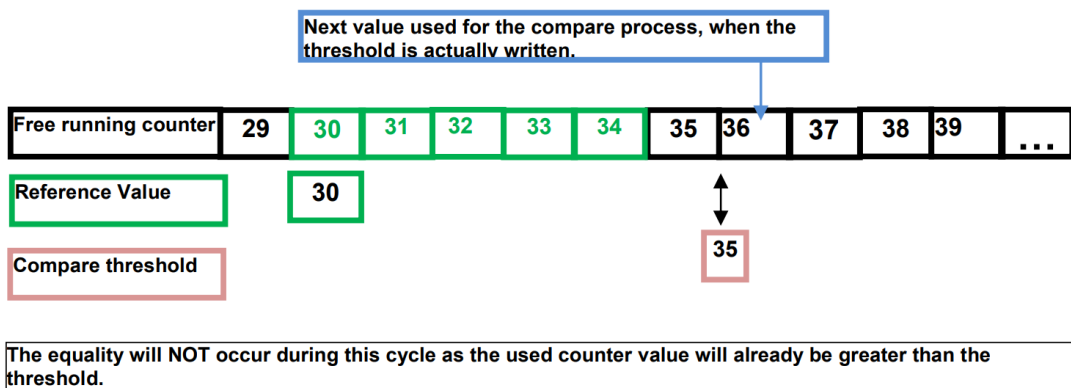 Next value used for the compare process, when the
threshold is actually written.
Free running counter 29 30 31 32 33 34 35 36 37 38 39 ...
Reference Value 30
Compare threshold 35
The equality will NOT occur during this cycle as the used counter value will already be greater than the
threshold.